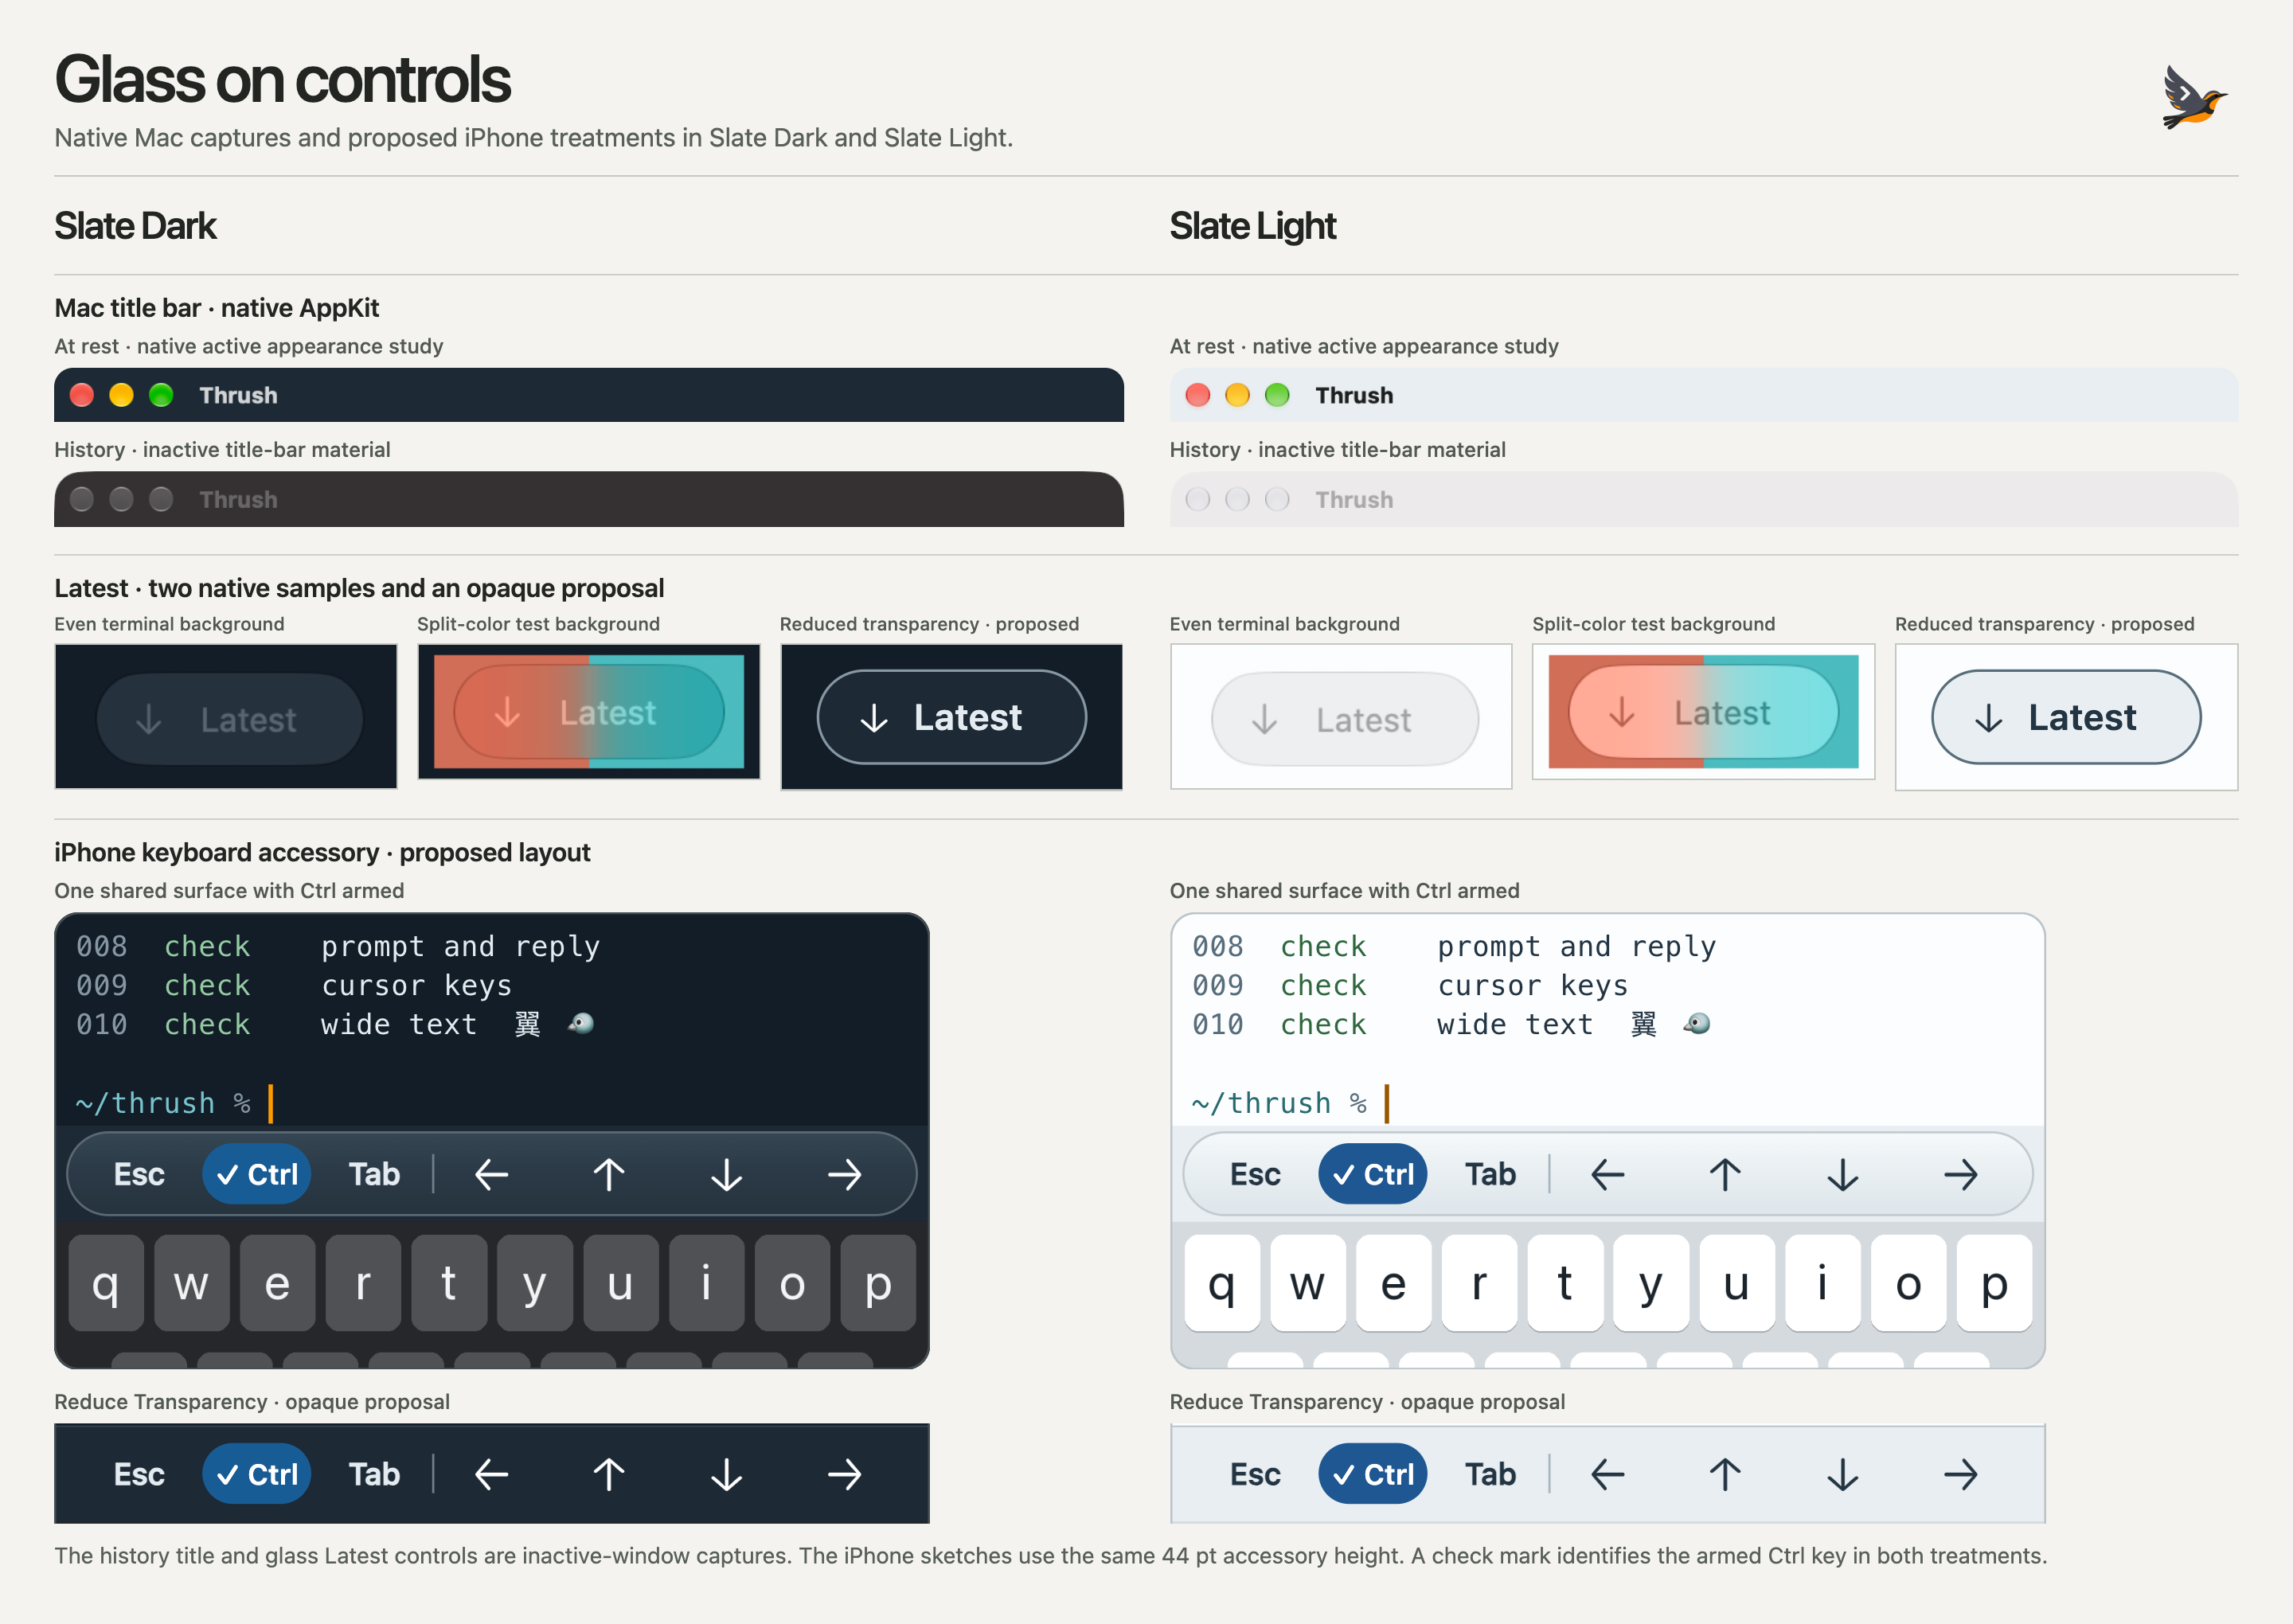 Glass on controls
Native Mac captures and proposed iPhone treatments in Slate Dark and Slate Light.
Slate Dark
Slate Light
Mac title bar · native AppKit
At rest · native active appearance study
At rest · native active appearance study
Thrush
Thrush
History · inactive title-bar material
History · inactive title-bar material
Thrush
Thrush
Latest · two native samples and an opaque proposal
Even terminal background
Split-color test background
Reduced transparency · proposed
Even terminal background
Split-color test background
Reduced transparency · proposed
↓ Latest
↓ Latest
↓ Latest
↓ Latest
↓ Latest
↓ Latest
iPhone keyboard accessory · proposed layout
One shared surface with Ctrl armed
008 check prompt and reply
009 check cursor keys
010 check wide text 翼 🐦
~/thrush %
Esc ✓ Ctrl Tab ← ↑ ↓ →
q w e r t y u i o p
Reduce Transparency · opaque proposal
Esc ✓ Ctrl Tab ← ↑ ↓ →
One shared surface with Ctrl armed
008 check prompt and reply
009 check cursor keys
010 check wide text 翼 🐦
~/thrush %
Esc ✓ Ctrl Tab ← ↑ ↓ →
q w e r t y u i o p
Reduce Transparency · opaque proposal
Esc ✓ Ctrl Tab ← ↑ ↓ →
The history title and glass Latest controls are inactive-window captures. The iPhone sketches use the same 44 pt accessory height. A check mark identifies the armed Ctrl key in both treatments.